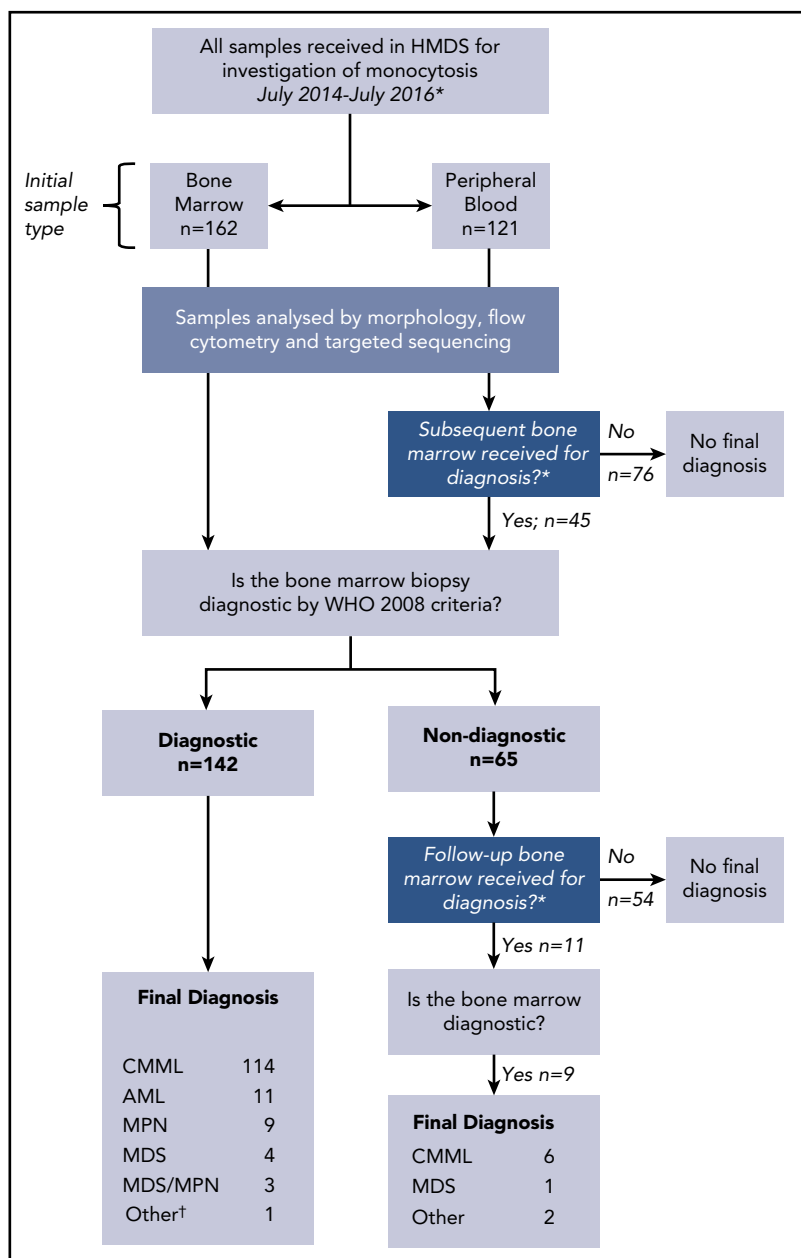 All samples received in HMDS for
investigation of monocytosis
July 2014-July 2016*
Initial
sample
type
Bone
Marrow
n=162
Peripheral
Blood
n=121
Samples analysed by morphology, flow
cytometry and targeted sequencing
Subsequent bone
marrow received for
diagnosis?*
No
n=76
No final
diagnosis
Yes; n=45
Is the bone marrow biopsy
diagnostic by WHO 2008 criteria?
Diagnostic
n=142
Non-diagnostic
n=65
Follow-up bone
marrow received for
diagnosis?*
No
n=54
No final
diagnosis
Yes n=11
Is the bone marrow
diagnostic?
Yes n=9
Final Diagnosis
CMML 114
AML 11
MPN 9
MDS 4
MDS/MPN 3
Other† 1
Final Diagnosis
CMML 6
MDS 1
Other 2